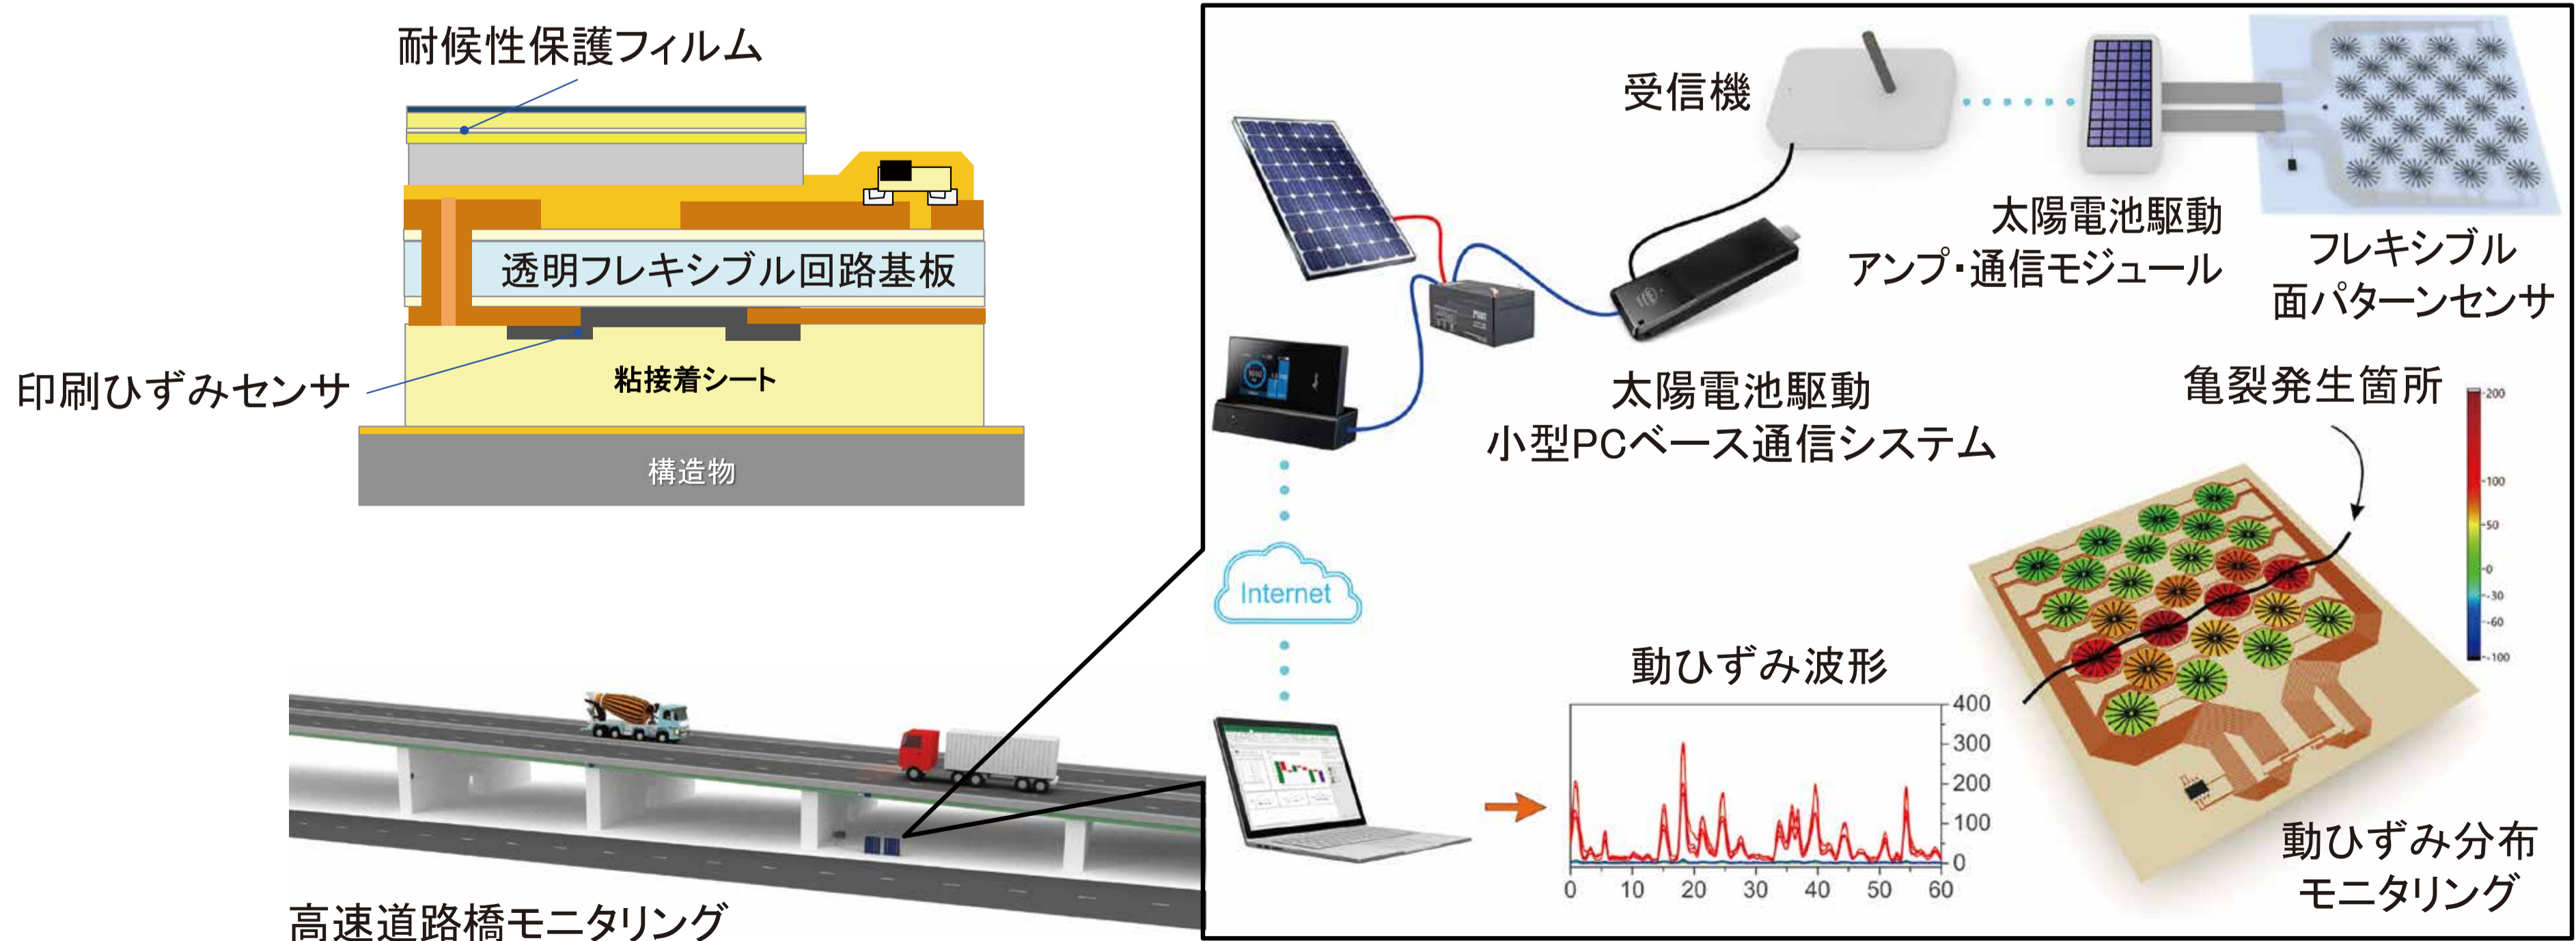 耐候性保護フィルム
透明フレキシブル回路基板
印刷ひずみセンサ
粘接着シート
構造物
高速道路橋モニタリング
受信機
太陽電池駆動
アンプ・通信モジュール
フレキシブル
面パターンセンサ
太陽電池駆動
小型PCベース通信システム
Internet
亀裂発生箇所
200
100
50
0
-30
-60
-100
動ひずみ波形
400
300
200
100
0
0 10 20 30 40 50 60
動ひずみ分布
モニタリング